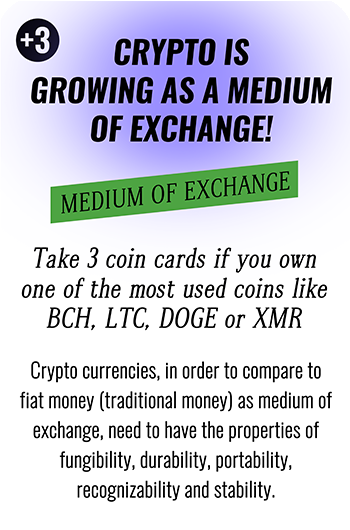 +3
CRYPTO IS
GROWING AS A MEDIUM
OF EXCHANGE!
MEDIUM OF EXCHANGE
Take 3 coin cards if you own
one of the most used coins like
BCH, LTC, DOGE or XMR
Crypto currencies, in order to compare to
fiat money (traditional money) as medium of
exchange, need to have the properties of
fungibility, durability, portability,
recognizability and stability.